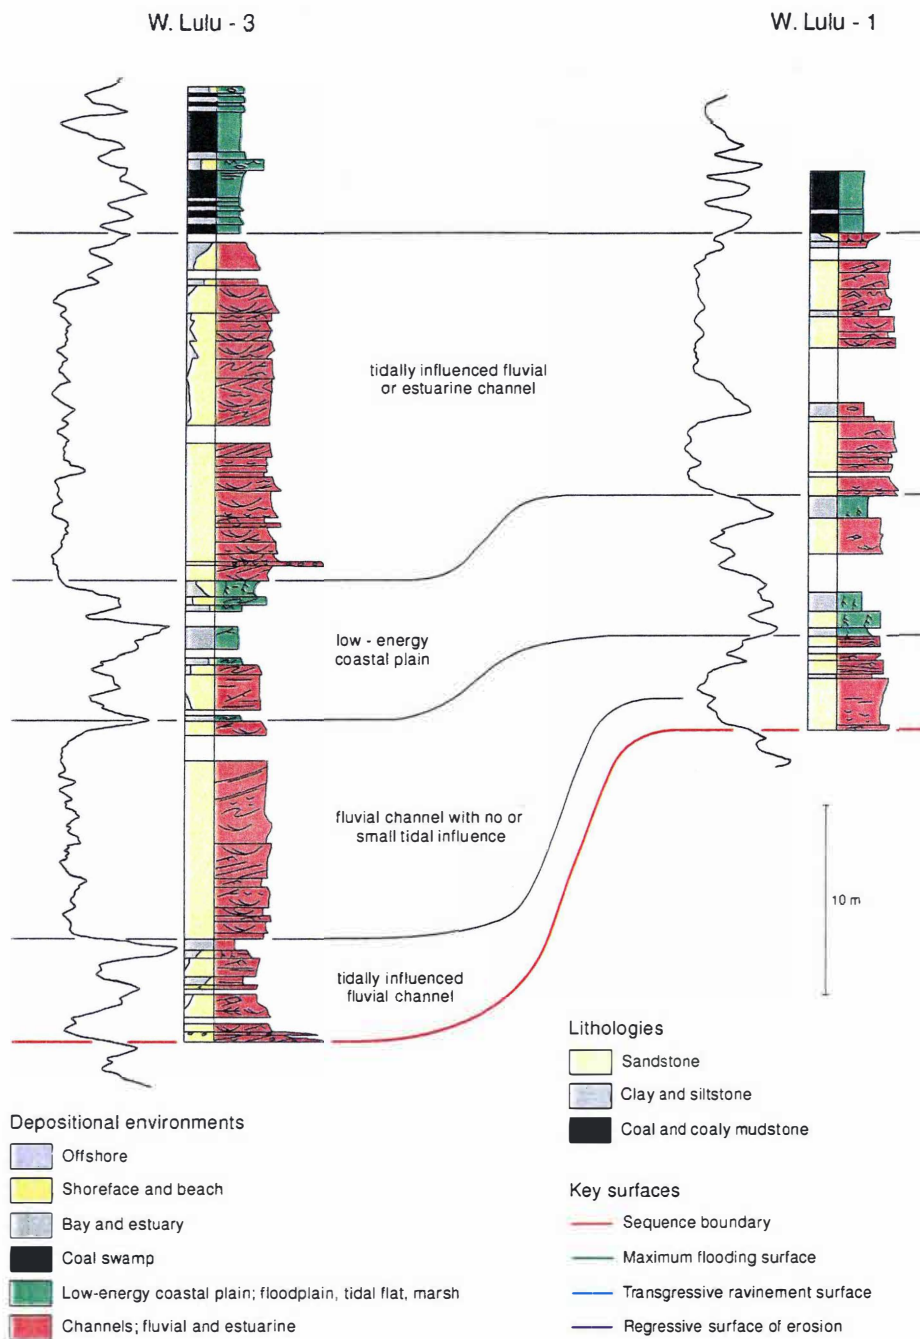 W. Lulu - 3
W. Lulu - 1
tidally influenced fluvial
or estuarine channel
low - energy
coastal plain
fluvial channel with no or
small tidal influence
tidally influenced
fluvial channel
10 m
Lithologies
Sandstone
Clay and siltstone
Coal and coaly mudstone
Depositional environments
Offshore
Shoreface and beach
Bay and estuary
Coal swamp
Low-energy coastal plain; floodplain, tidal flat, marsh
Channels; fluvial and estuarine
Key surfaces
Sequence boundary
Maximum flooding surface
Transgressive ravinement surface
Regressive surface of erosion